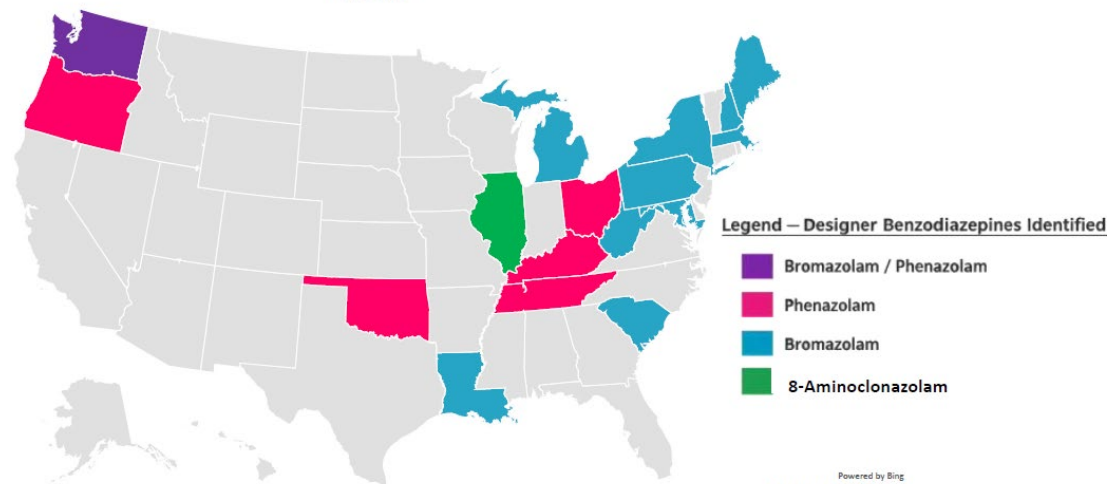 Legend — Designer Benzodiazepines Identified
Bromazolam / Phenazolam
Phenazolam
Bromazolam
8-Aminoclonazolam
Powered by Bing